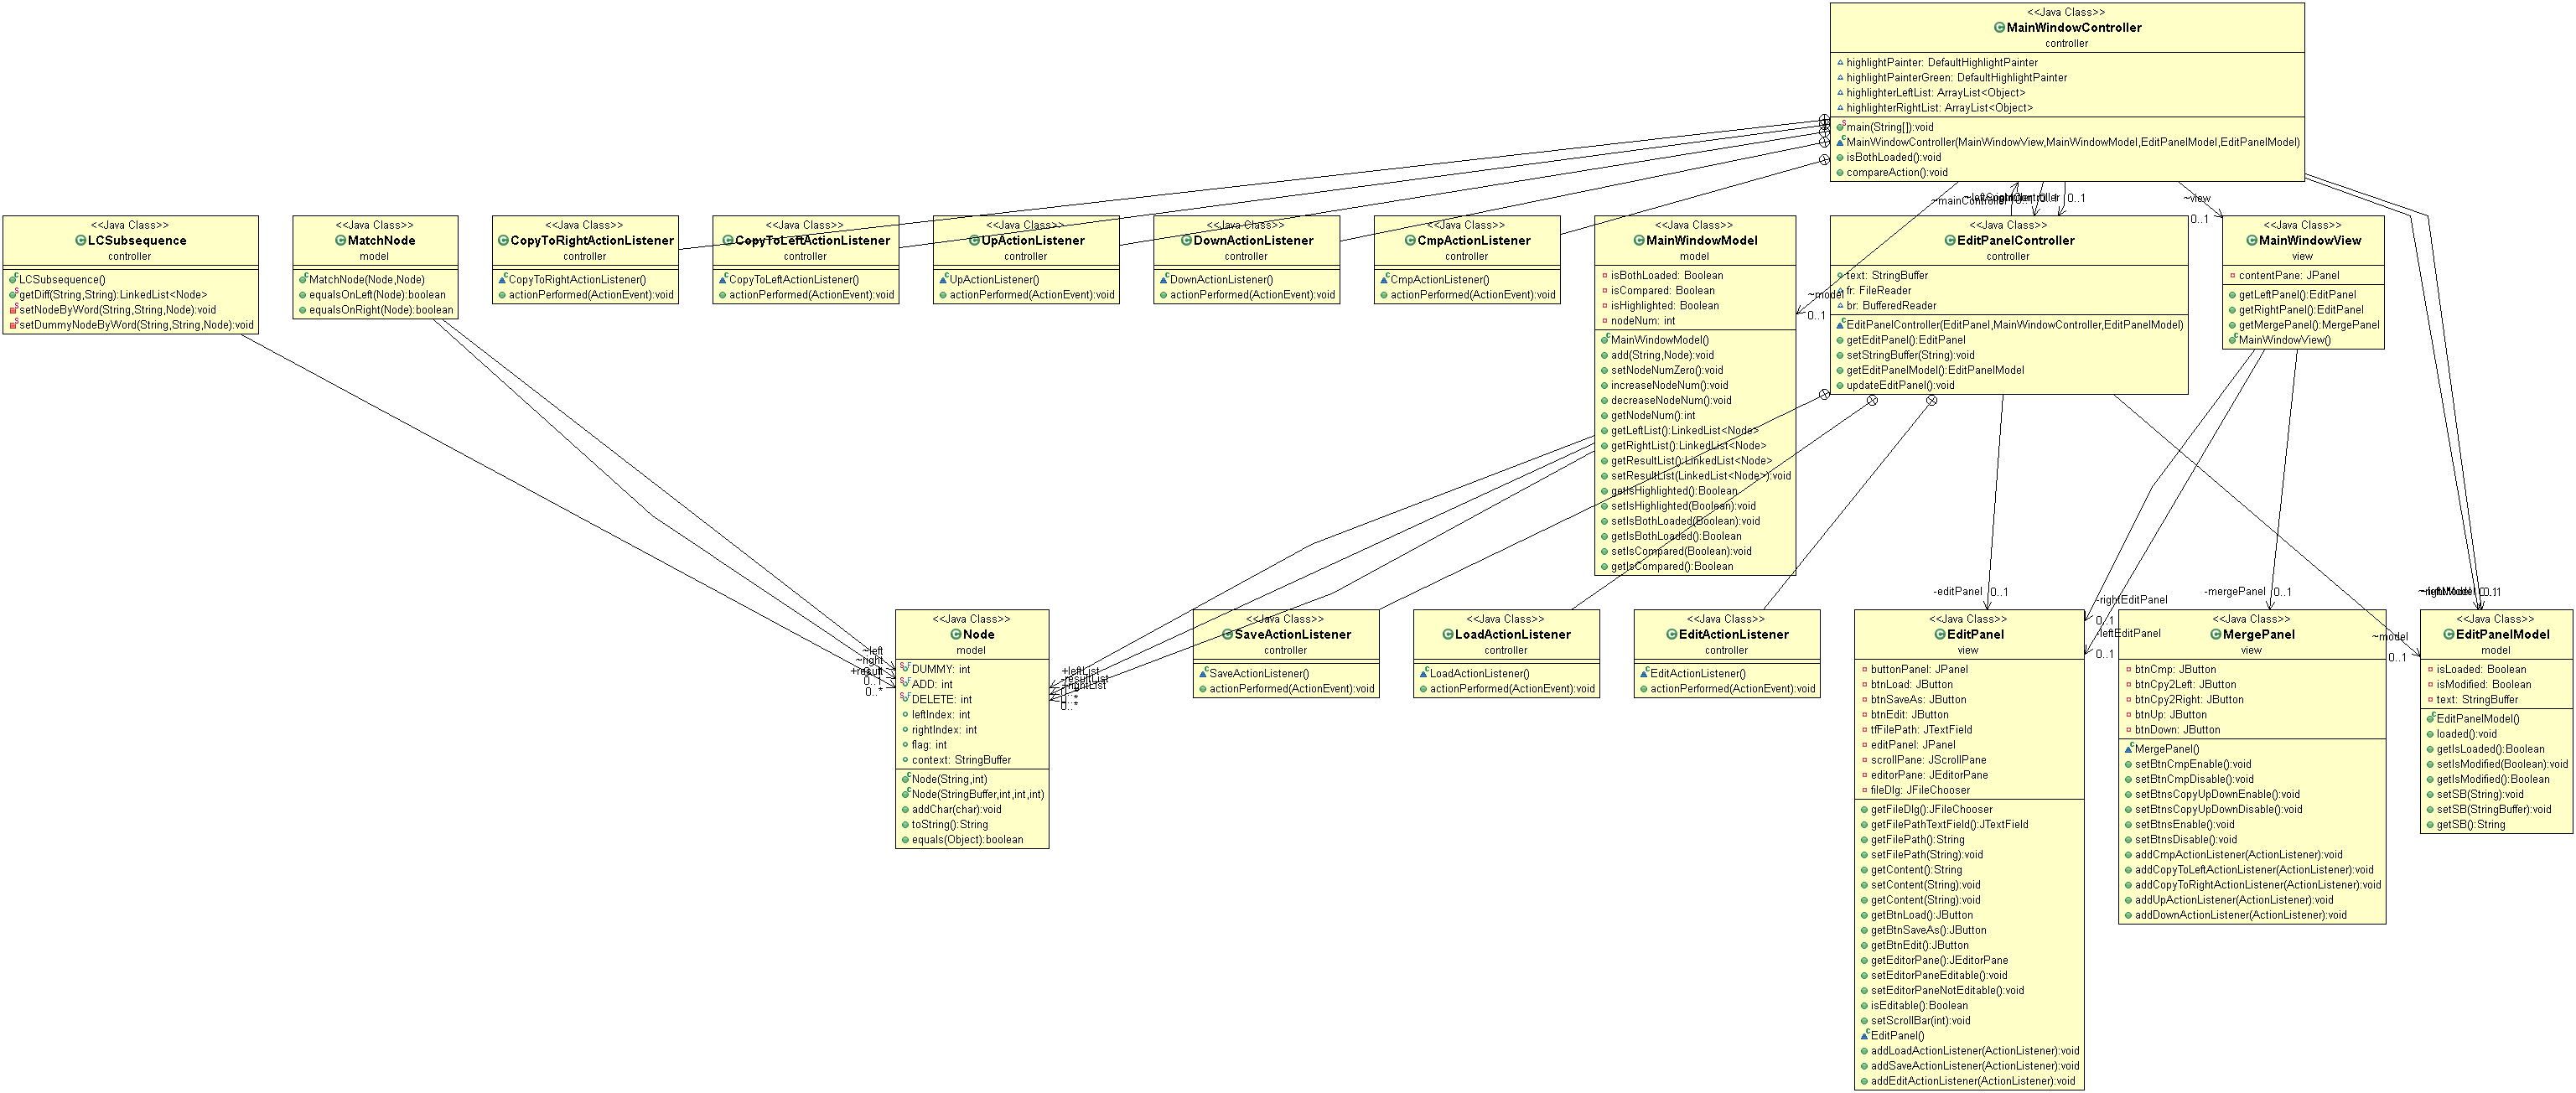 <<Java Class>>
MainWindowController
controller
highlightPainter: DefaultHighlightPainter
highlightPainterGreen: DefaultHighlightPainter
highlighterLeftList: ArrayList<Object>
highlighterRightList: ArrayList<Object>
main(String[]):void
MainWindowController(MainWindowView,MainWindowModel,EditPanelModel,EditPanelModel)
isBothLoaded():void
compareAction():void
~mainController
0..1
0..1
~view
0..1
<<Java Class>>
LCSubsequence
controller
LCSubsequence()
getDiff(String,String):LinkedList<Node>
setNodeByWord(String,String,Node):void
setDummyNodeByWord(String,String,Node):void
<<Java Class>>
MatchNode
model
MatchNode(Node,Node)
equalsOnLeft(Node):boolean
equalsOnRight(Node):boolean
<<Java Class>>
CopyToRightActionListener
controller
CopyToRightActionListener()
actionPerformed(ActionEvent):void
<<Java Class>>
CopyToLeftActionListener
controller
CopyToLeftActionListener()
actionPerformed(ActionEvent):void
<<Java Class>>
UpActionListener
controller
UpActionListener()
actionPerformed(ActionEvent):void
<<Java Class>>
DownActionListener
controller
DownActionListener()
actionPerformed(ActionEvent):void
<<Java Class>>
CmpActionListener
controller
CmpActionListener()
actionPerformed(ActionEvent):void
<<Java Class>>
MainWindowModel
model
isBothLoaded: Boolean
isCompared: Boolean
isHighlighted: Boolean
nodeNum: int
MainWindowModel()
add(String,Node):void
setNodeNumZero():void
increaseNodeNum():void
decreaseNodeNum():void
getNodeNum():int
getLeftList():LinkedList<Node>
getRightList():LinkedList<Node>
getResultList():LinkedList<Node>
setResultList(LinkedList<Node>):void
getIsHighlighted():Boolean
setIsHighlighted(Boolean):void
setIsBothLoaded(Boolean):void
getIsBothLoaded():Boolean
setIsCompared(Boolean):void
getIsCompared():Boolean
~model
0..1
<<Java Class>>
EditPanelController
controller
text: StringBuffer
fr: FileReader
br: BufferedReader
EditPanelController(EditPanel,MainWindowController,EditPanelModel)
getEditPanel():EditPanel
setStringBuffer(String):void
getEditPanelModel():EditPanelModel
updateEditPanel():void
<<Java Class>>
MainWindowView
view
contentPane: JPanel
getLeftPanel():EditPanel
getRightPanel():EditPanel
getMergePanel():MergePanel
MainWindowView()
~left
~right
+result
0..1
0..*
<<Java Class>>
Node
model
DUMMY: int
ADD: int
DELETE: int
leftIndex: int
rightIndex: int
flag: int
context: StringBuffer
Node(String,int)
Node(StringBuffer,int,int,int)
addChar(char):void
toString():String
equals(Object):boolean
+leftList
-resultList
+rightList
0..*
<<Java Class>>
SaveActionListener
controller
SaveActionListener()
actionPerformed(ActionEvent):void
<<Java Class>>
LoadActionListener
controller
LoadActionListener()
actionPerformed(ActionEvent):void
<<Java Class>>
EditActionListener
controller
EditActionListener()
actionPerformed(ActionEvent):void
-editPanel
0..1
<<Java Class>>
EditPanel
view
buttonPanel: JPanel
btnLoad: JButton
btnSaveAs: JButton
btnEdit: JButton
tfFilePath: JTextField
editPanel: JPanel
scrollPane: JScrollPane
editorPane: JEditorPane
fileDlg: JFileChooser
getFileDlg():JFileChooser
getFilePathTextField():JTextField
getFilePath():String
setFilePath(String):void
getContent():String
setContent(String):void
getContent(String):void
getBtnLoad():JButton
getBtnSaveAs():JButton
getBtnEdit():JButton
getEditorPane():JEditorPane
setEditorPaneEditable():void
setEditorPaneNotEditable():void
isEditable():Boolean
setScrollBar(int):void
EditPanel()
addLoadActionListener(ActionListener):void
addSaveActionListener(ActionListener):void
addEditActionListener(ActionListener):void
-rightEditPanel
0..1
-leftEditPanel
0..1
-mergePanel
0..1
<<Java Class>>
MergePanel
view
btnCmp: JButton
btnCpy2Left: JButton
btnCpy2Right: JButton
btnUp: JButton
btnDown: JButton
MergePanel()
setBtnCmpEnable():void
setBtnCmpDisable():void
setBtnsCopyUpDownEnable():void
setBtnsCopyUpDownDisable():void
setBtnsEnable():void
setBtnsDisable():void
addCmpActionListener(ActionListener):void
addCopyToLeftActionListener(ActionListener):void
addCopyToRightActionListener(ActionListener):void
addUpActionListener(ActionListener):void
addDownActionListener(ActionListener):void
~model
0..1
<<Java Class>>
EditPanelModel
model
isLoaded: Boolean
isModified: Boolean
text: StringBuffer
EditPanelModel()
loaded():void
getIsLoaded():Boolean
setIsModified(Boolean):void
getIsModified():Boolean
setSB(String):void
setSB(StringBuffer):void
getSB():String